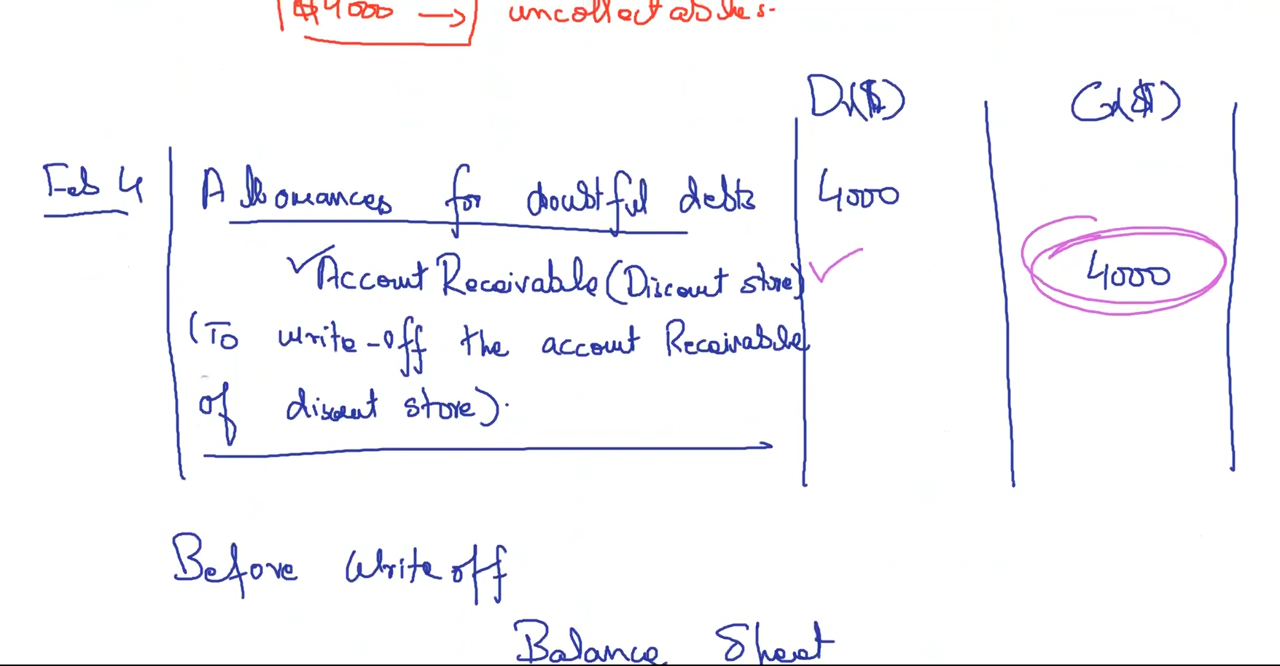 $4000 → uncollectables.
Dr($) Cr($)
Feb 4 Allowances for doubtful debts 4000
✓Account Receivable (Discount store) ✓ 4000
(To write-off the account Receivable
of discount store).
Before write off
Balance Sheet